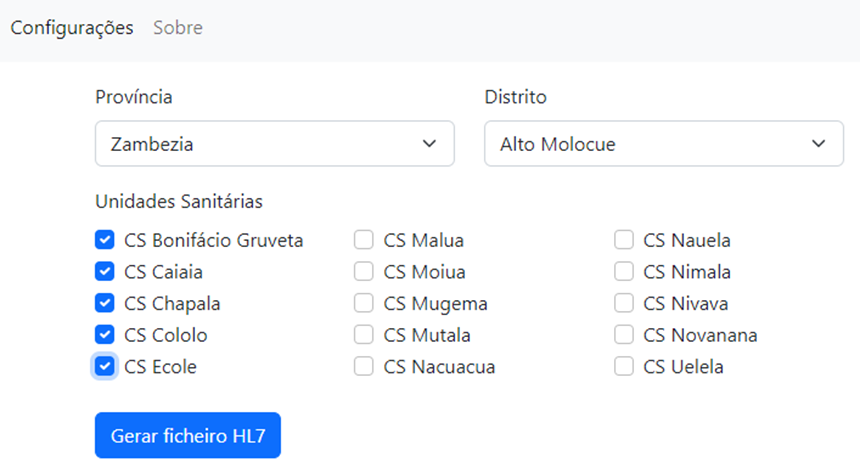 Configurações Sobre
Província Distrito
Zambezia Alto Molocue
Unidades Sanitárias
CS Bonifácio Gruveta CS Malua CS Nauela
CS Caiaia CS Moiua CS Nimala
CS Chapala CS Mugema CS Nivava
CS Cololo CS Mutala CS Novanana
CS Ecole CS Nacuacua CS Uelela
Gerar ficheiro HL7